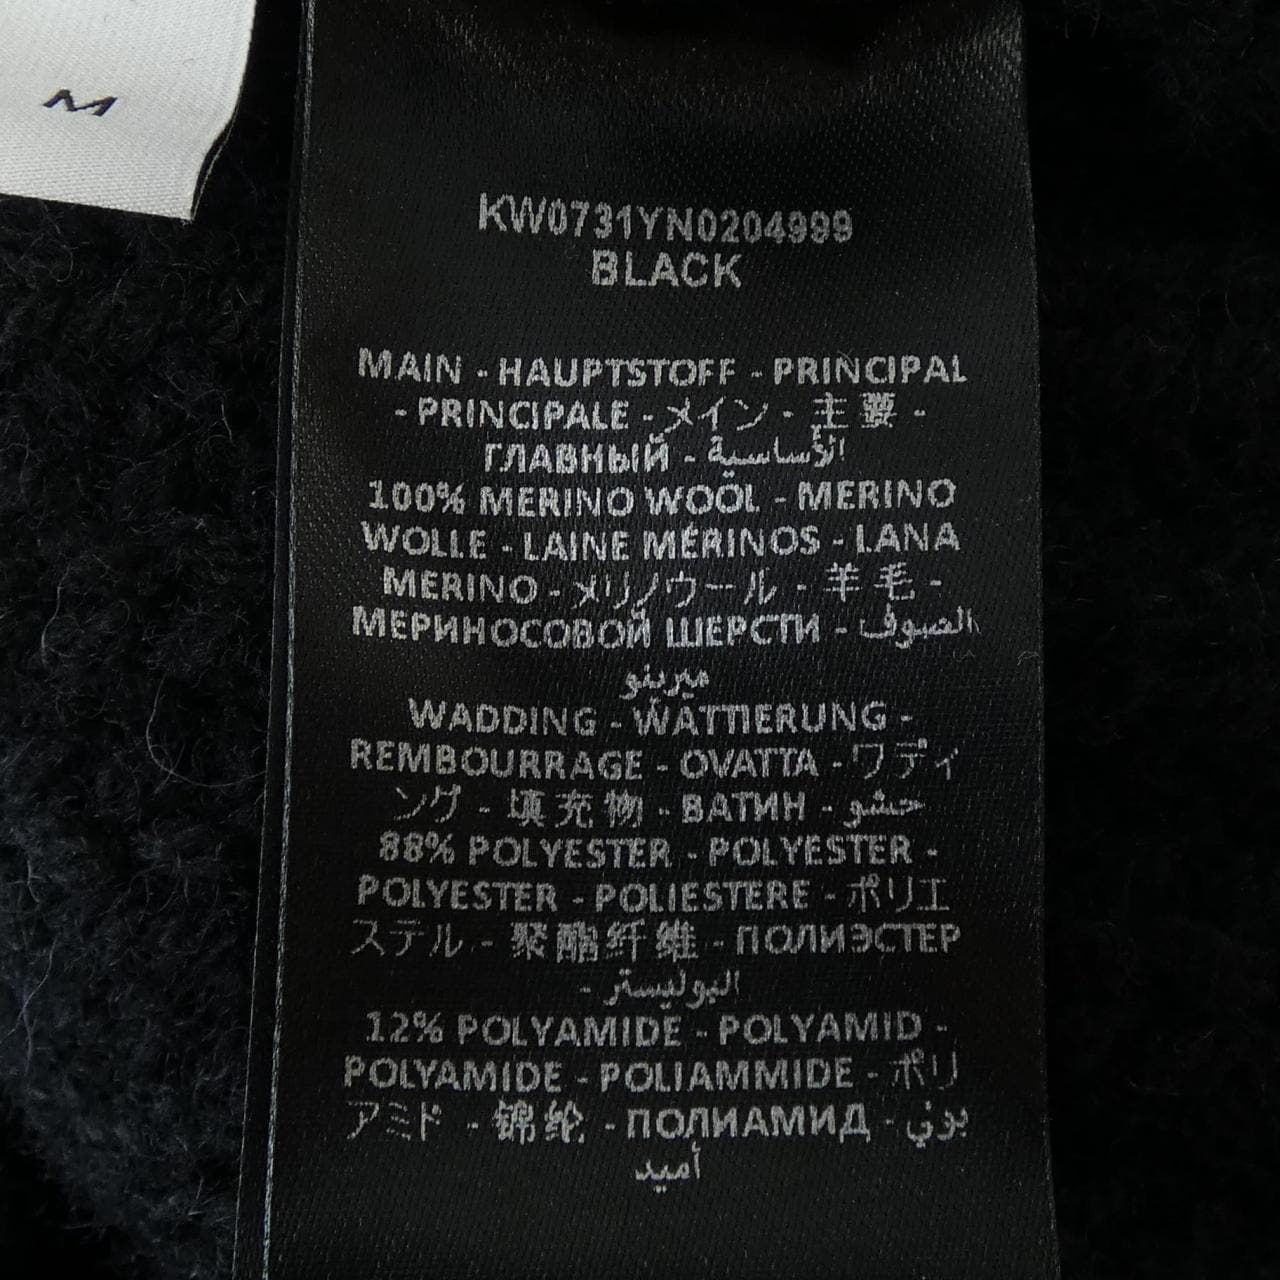 M
KW0731YN0204999
BLACK
MAIN - HAUPTSTOFF - PRINCIPAL
- PRINCIPALE - メイン - 主要 -
ГЛАВНЫЙ - الأساسية
100% MERINO WOOL - MERINO
WOLLE - LAINE MÉRINOS - LANA
MERINO - メリノウール - 羊毛 -
МЕРИНОСОВОЙ ШЕРСТИ - الصوف
ميرينو
WADDING - WATTIERUNG -
REMBOURRAGE - OVATTA - ワディ
ング - 填充物 - ВАТИН - حشو
88% POLYESTER - POLYESTER -
POLYESTER - POLIESTERE - ポリエ
ステル - 聚酯纤维 - ПОЛИЭСТЕР
- البوليستر
12% POLYAMIDE - POLYAMID -
POLYAMIDE - POLIAMMIDE - ポリ
アミド - 锦纶 - ПОЛИАМИД - بوني
أميد